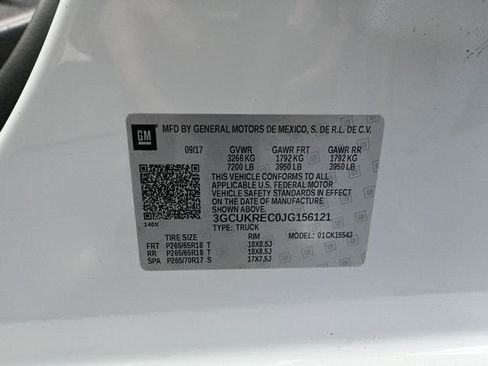 GM
MFD BY GENERAL MOTORS DE MEXICO, S. DE R.L. DE C.V.
09/17 GVWR GAWR FRT GAWR RR
3266 KG 1792 KG 1792 KG
7200 LB 3950 LB 3950 LB
THIS VEHICLE CONFORMS TO ALL
APPLICABLE U.S. FEDERAL MOTOR
VEHICLE SAFETY STANDARDS IN EFFECT
ON THE DATE OF MANUFACTURE
SHOWN ABOVE.
3GCUKREC0JG156121
140X TYPE: TRUCK
TIRE SIZE RIM MODEL: 01CK15543
FRT P265/65R18 T 18X8.5J
RR P265/65R18 T 18X8.5J
SPA P265/70R17 S 17X7.5J